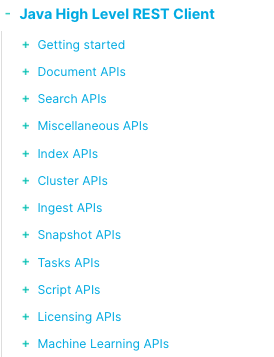 - Java High Level REST Client
+ Getting started
+ Document APIs
+ Search APIs
+ Miscellaneous APIs
+ Index APIs
+ Cluster APIs
+ Ingest APIs
+ Snapshot APIs
+ Tasks APIs
+ Script APIs
+ Licensing APIs
+ Machine Learning APIs